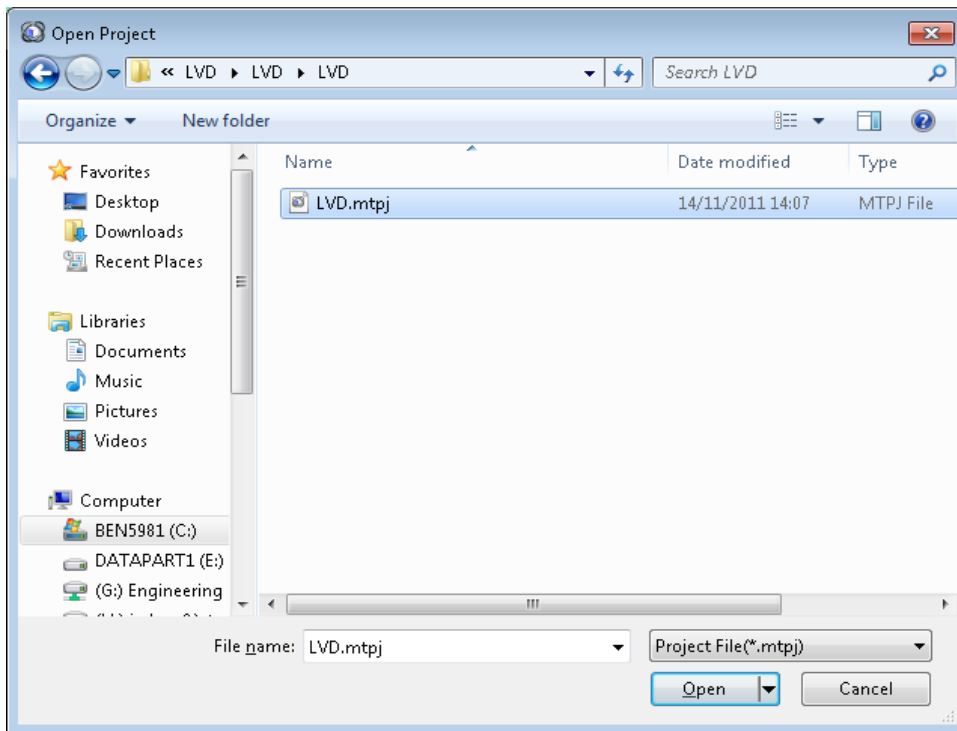 Open Project
« LVD ▸ LVD ▸ LVD
Search LVD
Organize
New folder
Name
Date modified
Type
LVD.mtpj
14/11/2011 14:07
MTPJ File
Favorites
Desktop
Downloads
Recent Places
Libraries
Documents
Music
Pictures
Videos
Computer
BEN5981 (C:)
DATAPART1 (E:)
(G:) Engineering
File name:
LVD.mtpj
Project File(*.mtpj)
Open
Cancel